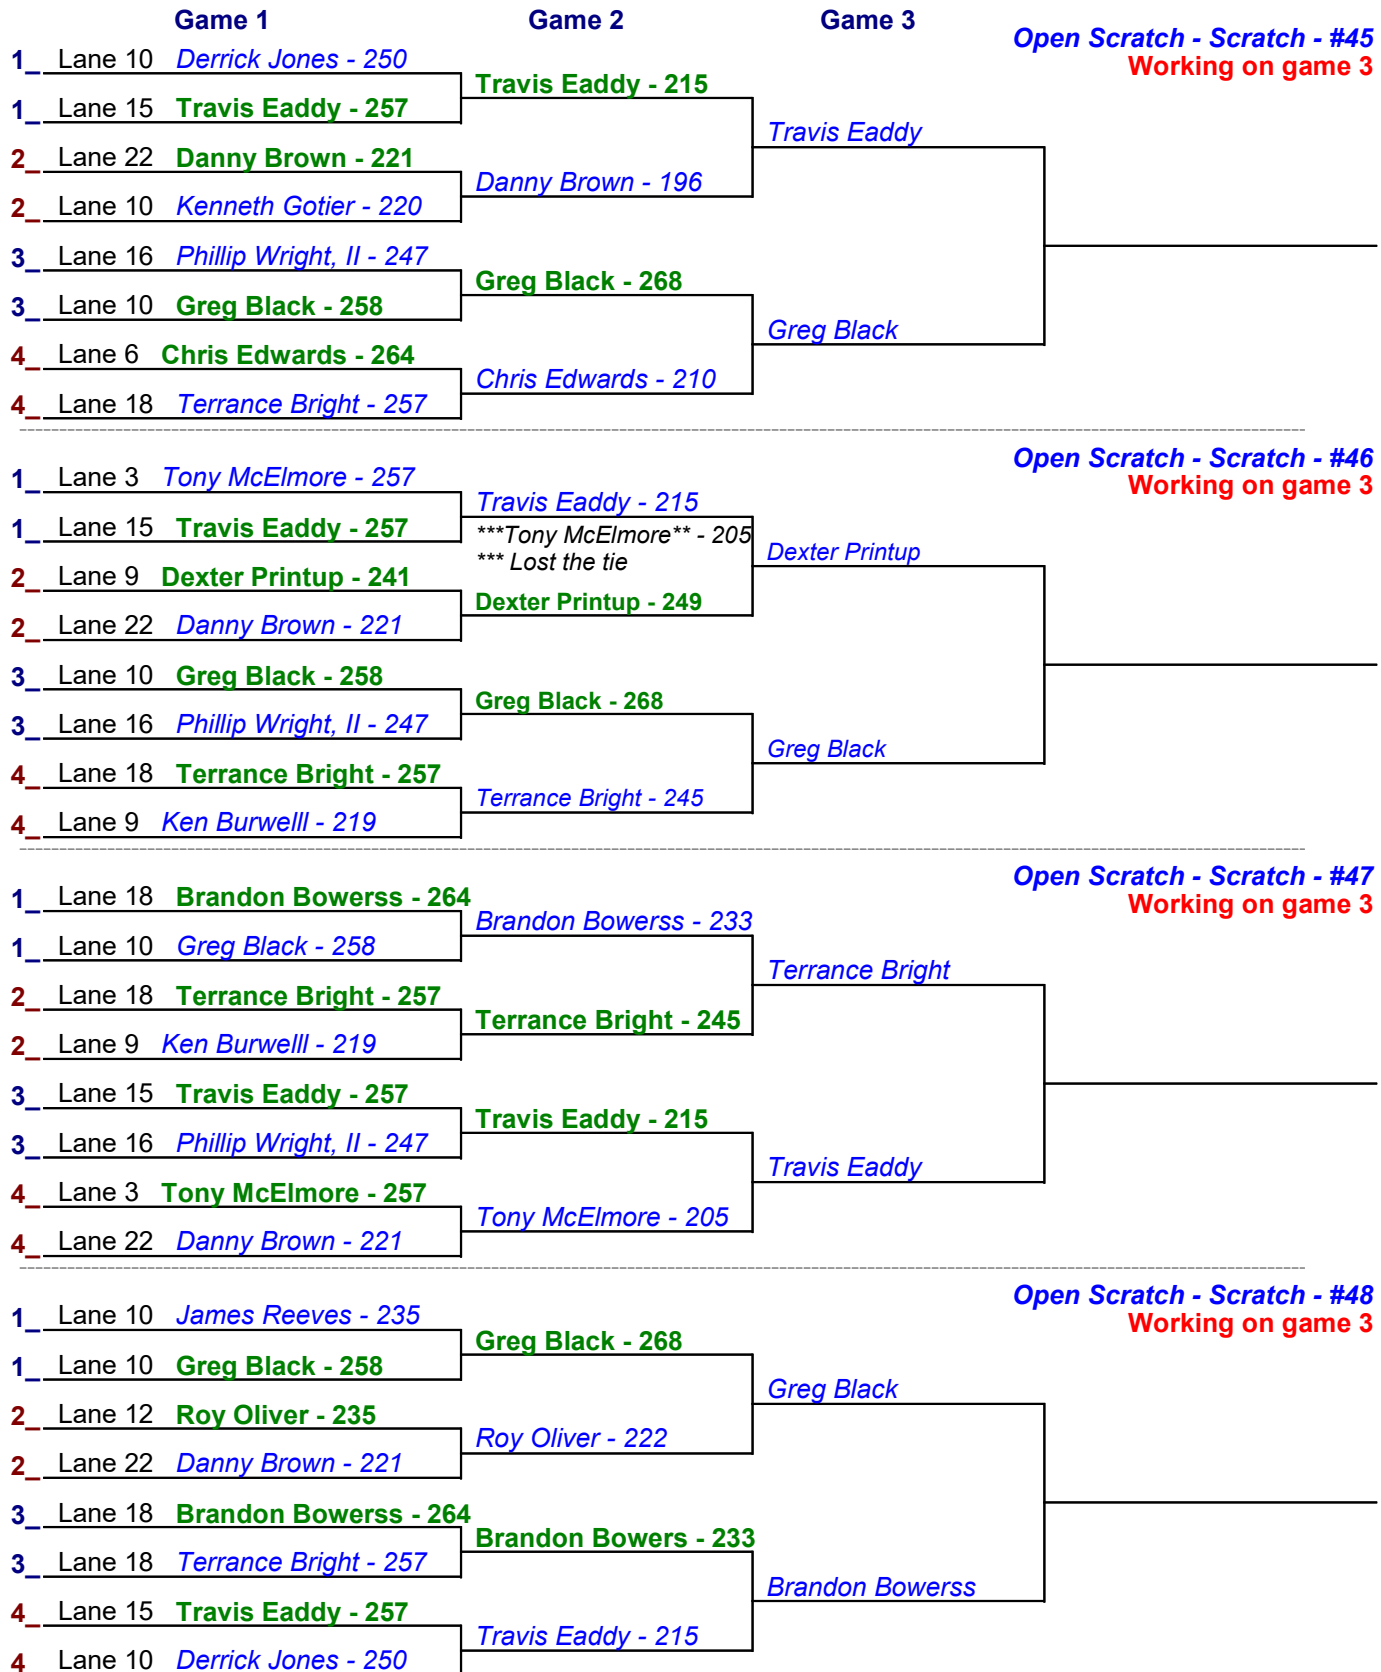 Game 1 Game 2 Game 3
Open Scratch - Scratch - #45
Working on game 3
1_ Lane 10 Derrick Jones - 250
Travis Eaddy - 215
1_ Lane 15 Travis Eaddy - 257
Travis Eaddy
2_ Lane 22 Danny Brown - 221
Danny Brown - 196
2_ Lane 10 Kenneth Gotier - 220
3_ Lane 16 Phillip Wright, II - 247
Greg Black - 268
3_ Lane 10 Greg Black - 258
Greg Black
4_ Lane 6 Chris Edwards - 264
Chris Edwards - 210
4_ Lane 18 Terrance Bright - 257
Open Scratch - Scratch - #46
Working on game 3
1_ Lane 3 Tony McElmore - 257
Travis Eaddy - 215
1_ Lane 15 Travis Eaddy - 257
***Tony McElmore** - 205
Dexter Printup
*** Lost the tie
2_ Lane 9 Dexter Printup - 241
Dexter Printup - 249
2_ Lane 22 Danny Brown - 221
3_ Lane 10 Greg Black - 258
Greg Black - 268
3_ Lane 16 Phillip Wright, II - 247
Greg Black
4_ Lane 18 Terrance Bright - 257
Terrance Bright - 245
4_ Lane 9 Ken Burwelll - 219
Open Scratch - Scratch - #47
Working on game 3
1_ Lane 18 Brandon Bowerss - 264
Brandon Bowerss - 233
1_ Lane 10 Greg Black - 258
Terrance Bright
2_ Lane 18 Terrance Bright - 257
Terrance Bright - 245
2_ Lane 9 Ken Burwelll - 219
3_ Lane 15 Travis Eaddy - 257
Travis Eaddy - 215
3_ Lane 16 Phillip Wright, II - 247
Travis Eaddy
4_ Lane 3 Tony McElmore - 257
Tony McElmore - 205
4_ Lane 22 Danny Brown - 221
Open Scratch - Scratch - #48
Working on game 3
1_ Lane 10 James Reeves - 235
Greg Black - 268
1_ Lane 10 Greg Black - 258
Greg Black
2_ Lane 12 Roy Oliver - 235
Roy Oliver - 222
2_ Lane 22 Danny Brown - 221
3_ Lane 18 Brandon Bowerss - 264
Brandon Bowers - 233
3_ Lane 18 Terrance Bright - 257
Brandon Bowerss
4_ Lane 15 Travis Eaddy - 257
Travis Eaddy - 215
4 Lane 10 Derrick Jones - 250